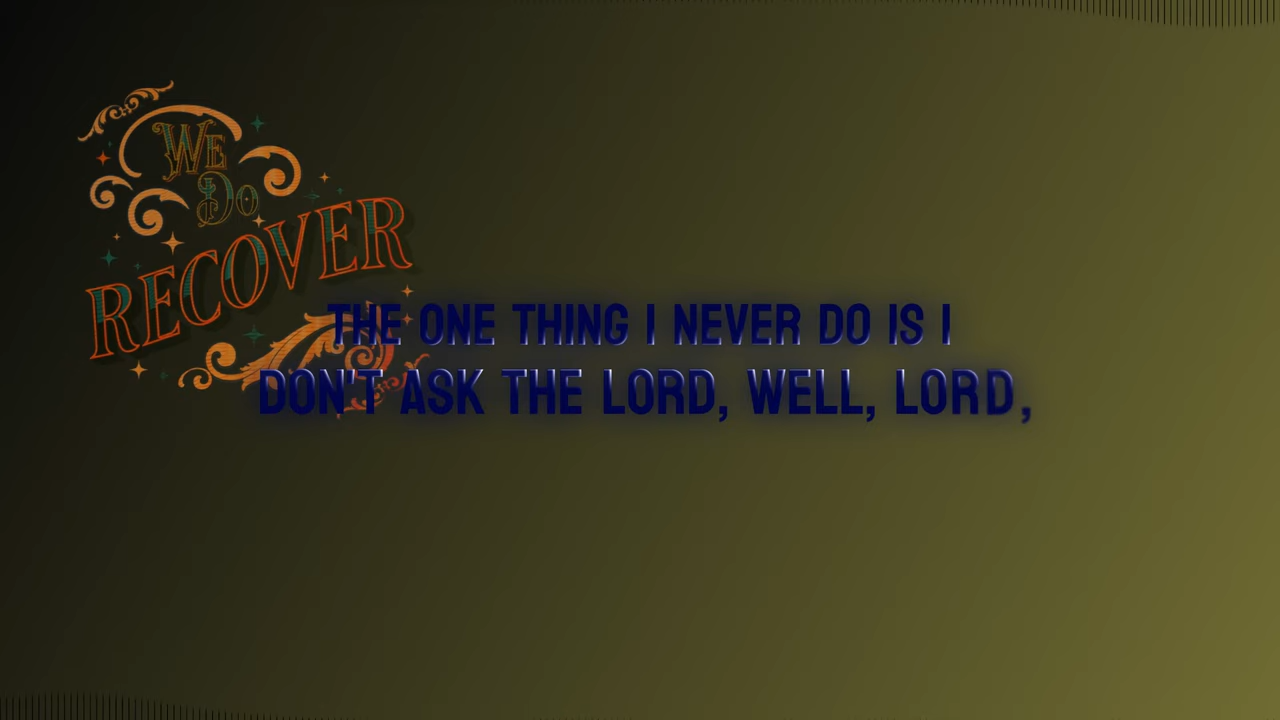 We
Do
RECOVER
THE ONE THING I NEVER DO IS I
DON'T ASK THE LORD, WELL, LORD,